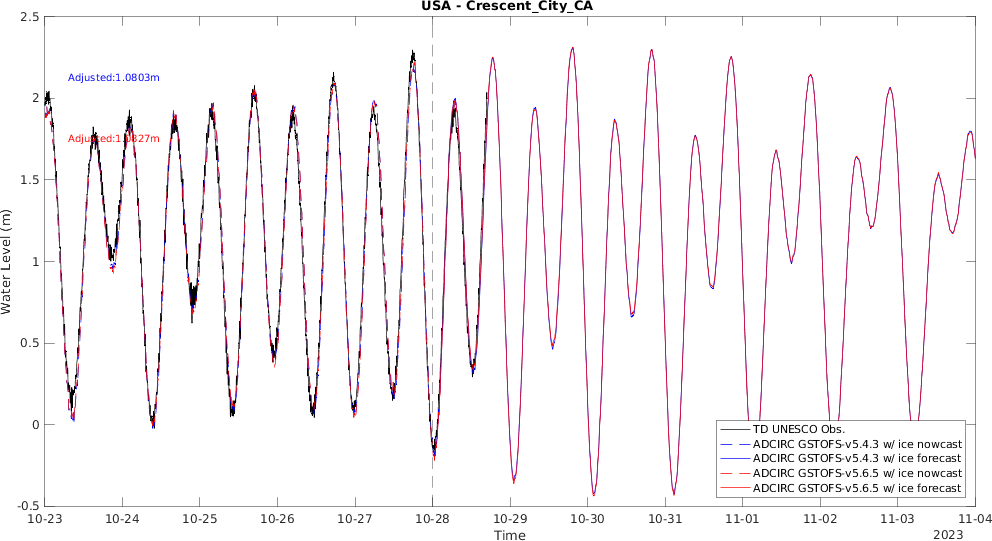 USA - Crescent_City_CA
2.5
2
1.5
1
0.5
0
-0.5
Water Level (m)
Adjusted:1.0803m
Adjusted:1.0827m
TD UNESCO Obs.
ADCIRC GSTOFS-v5.4.3 w/ ice nowcast
ADCIRC GSTOFS-v5.4.3 w/ ice forecast
ADCIRC GSTOFS-v5.6.5 w/ ice nowcast
ADCIRC GSTOFS-v5.6.5 w/ ice forecast
10-23 10-24 10-25 10-26 10-27 10-28 10-29 10-30 10-31 11-01 11-02 11-03 11-04
Time
2023